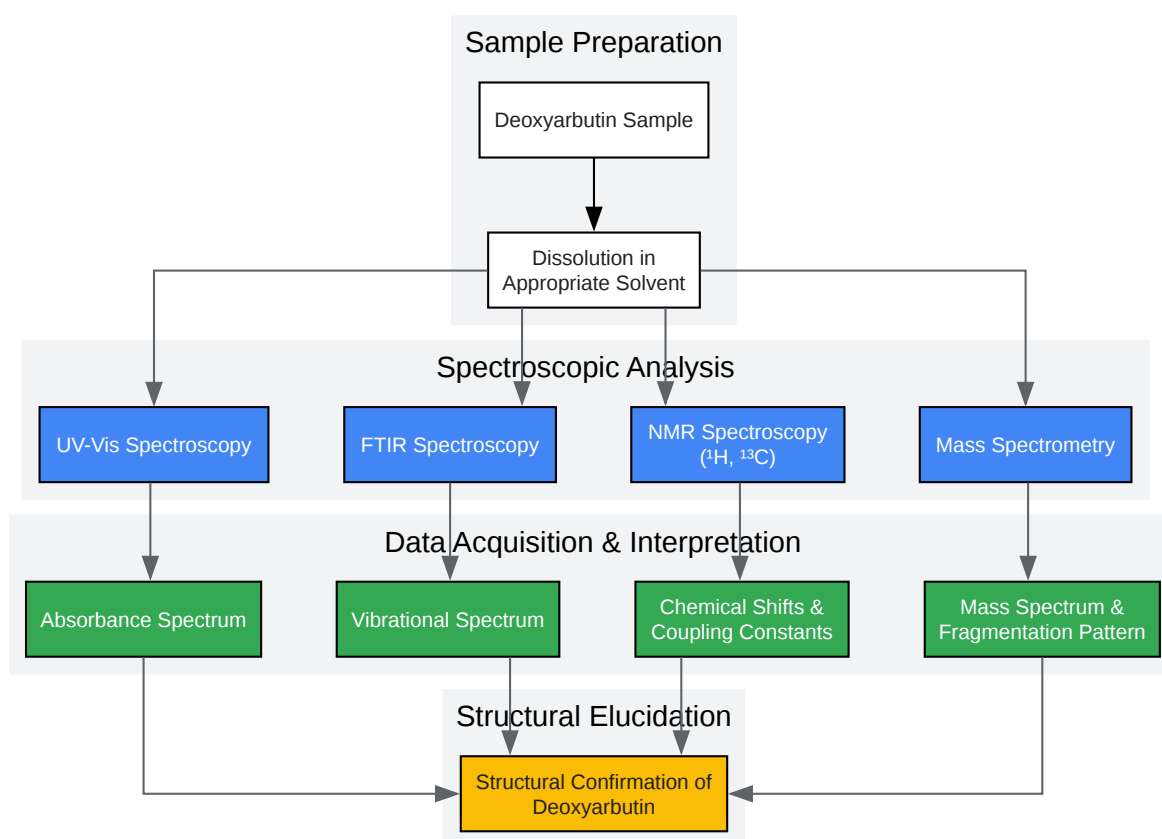 Sample Preparation
Deoxyarbutin Sample
Dissolution in
Appropriate Solvent
Spectroscopic Analysis
UV-Vis Spectroscopy
FTIR Spectroscopy
NMR Spectroscopy
(¹H, ¹³C)
Mass Spectrometry
Data Acquisition & Interpretation
Absorbance Spectrum
Vibrational Spectrum
Chemical Shifts &
Coupling Constants
Mass Spectrum &
Fragmentation Pattern
Structural Elucidation
Structural Confirmation of
Deoxyarbutin